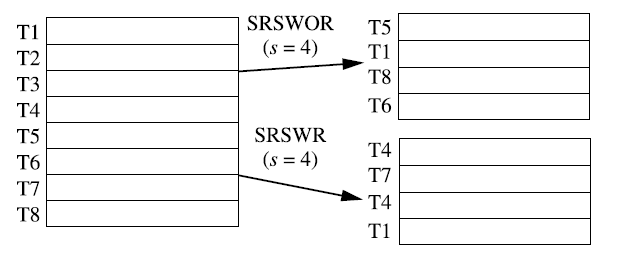 T1
T2
T3
T4
T5
T6
T7
T8
SRSWOR
(s = 4)
SRSWR
(s = 4)
T5
T1
T8
T6
T4
T7
T4
T1